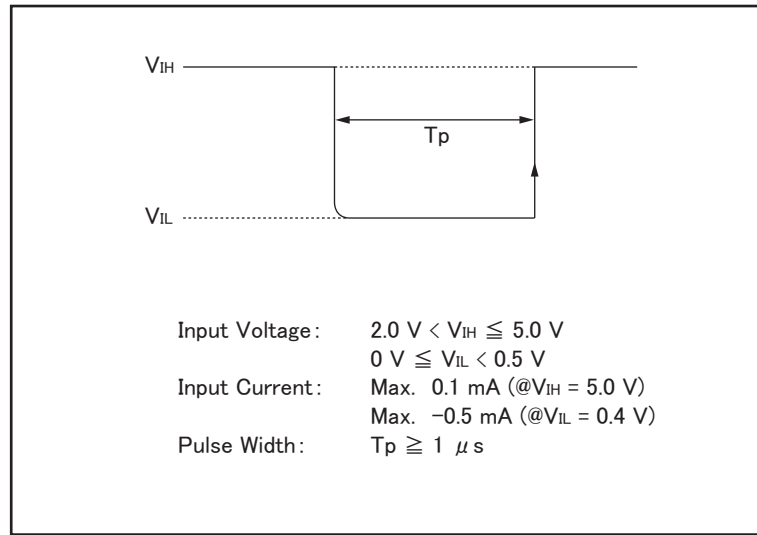 VIH
Tp
VIL
Input Voltage: 2.0 V < VIH ≦ 5.0 V
0 V ≦ VIL < 0.5 V
Input Current: Max. 0.1 mA (@VIH = 5.0 V)
Max. -0.5 mA (@VIL = 0.4 V)
Pulse Width: Tp ≧ 1 μs